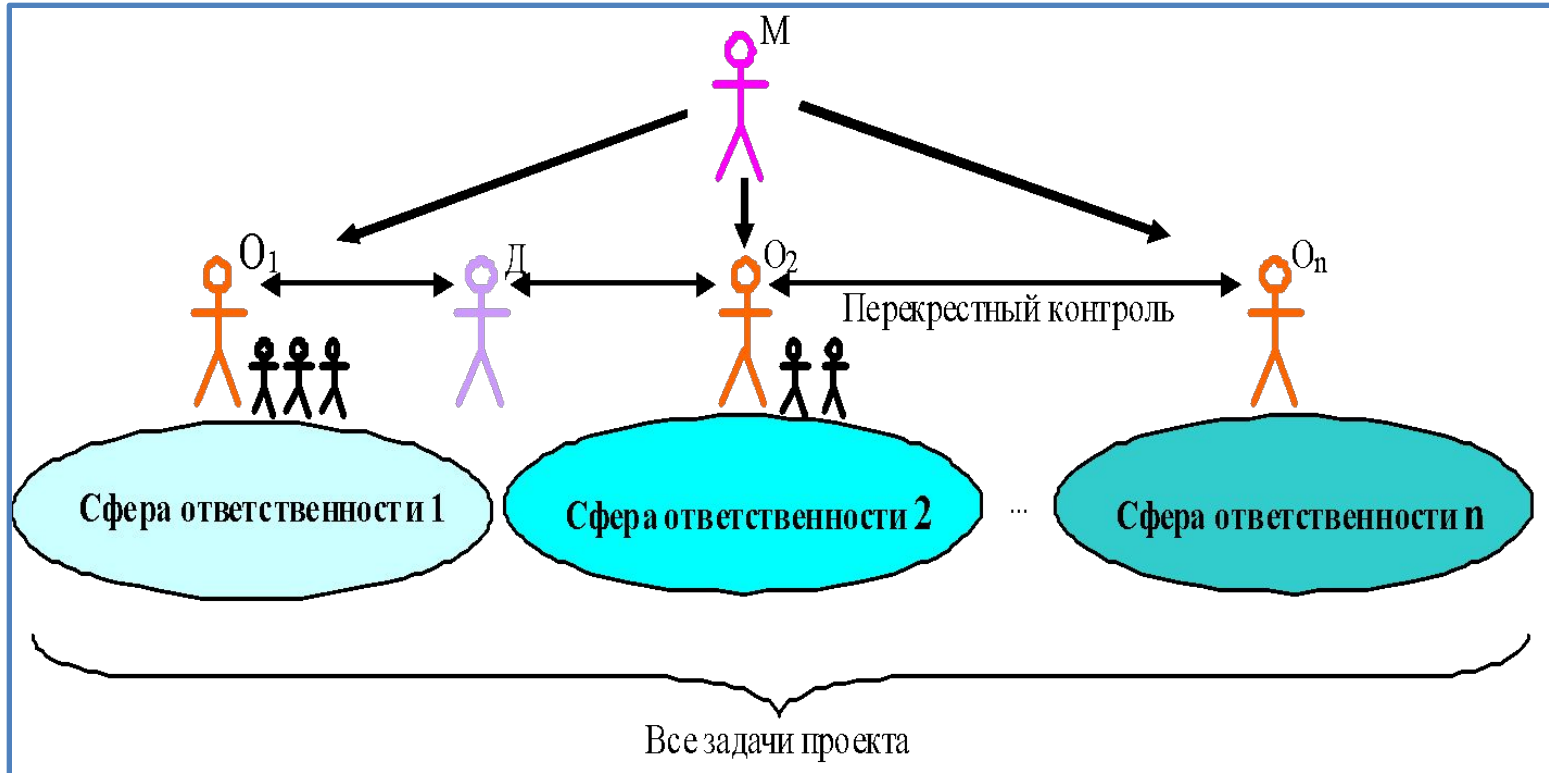 М
О1
Д
О2
Оn
Перекрестный контроль
Сфера ответственности 1
Сфера ответственности 2
...
Сфера ответственности n
Все задачи проекта